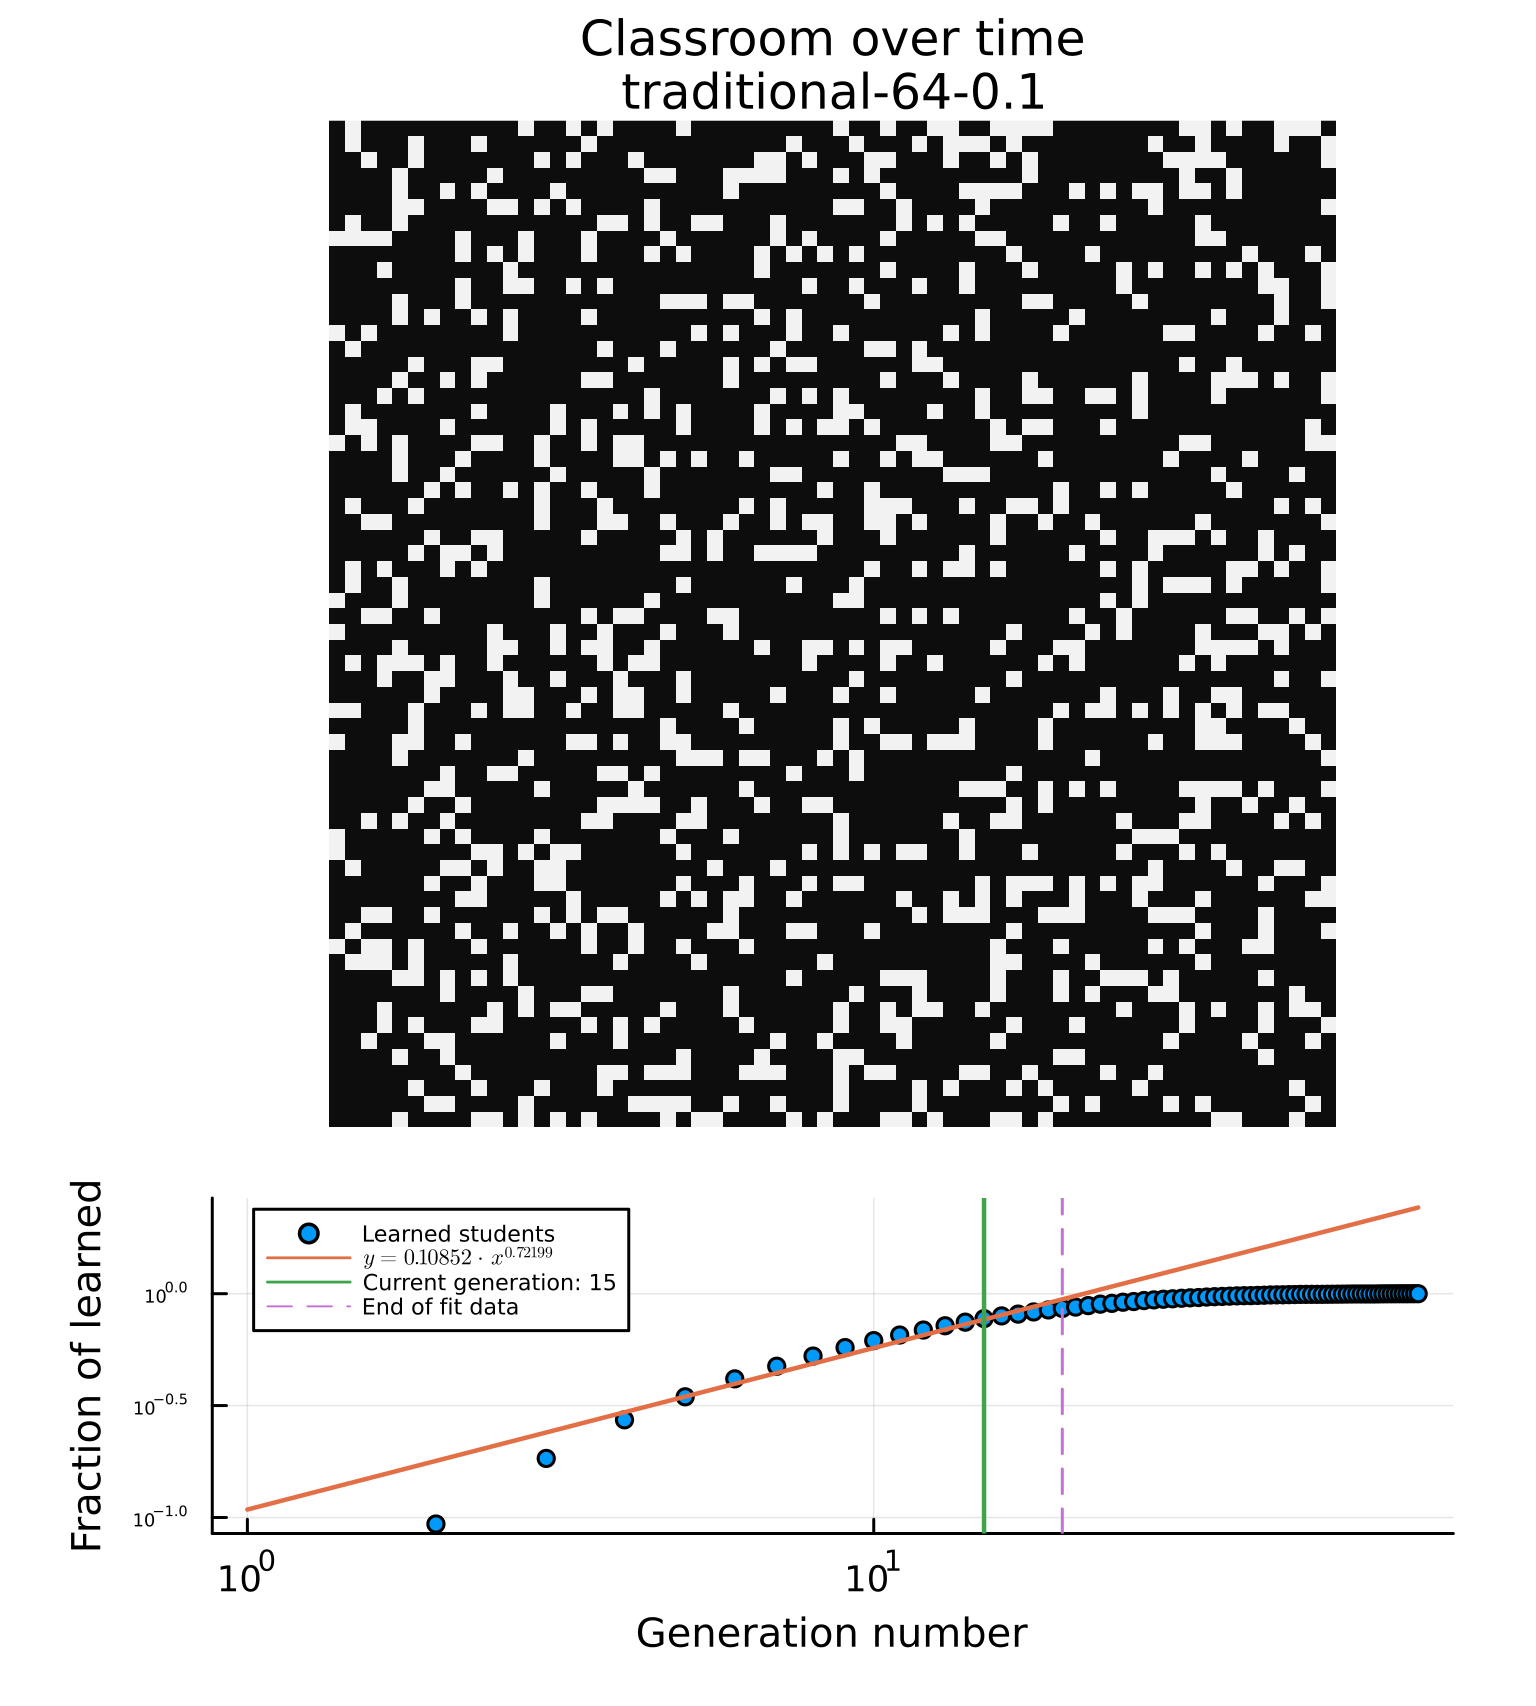 Classroom over time
traditional-64-0.1
Fraction of learned
Learned students
y = 0.10852 · x^0.72199
Current generation: 15
End of fit data
10^0.0
10^−0.5
10^−1.0
10^0
10^1
Generation number